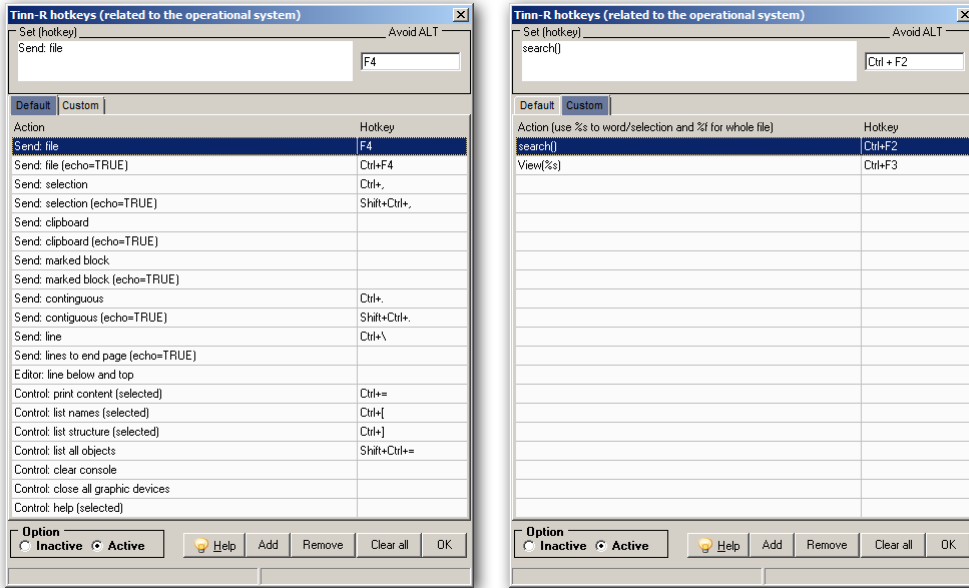 Tinn-R hotkeys (related to the operational system)
Set (hotkey) Avoid ALT
Send: file
F4
Default Custom
Action Hotkey
Send: file F4
Send: file (echo=TRUE) Ctrl+F4
Send: selection Ctrl+,
Send: selection (echo=TRUE) Shift+Ctrl+,
Send: clipboard
Send: clipboard (echo=TRUE)
Send: marked block
Send: marked block (echo=TRUE)
Send: continguous Ctrl+.
Send: contiguous (echo=TRUE) Shift+Ctrl+.
Send: line Ctrl+\
Send: lines to end page (echo=TRUE)
Editor: line below and top
Control: print content (selected) Ctrl+=
Control: list names (selected) Ctrl+[
Control: list structure (selected) Ctrl+]
Control: list all objects Shift+Ctrl+=
Control: clear console
Control: close all graphic devices
Control: help (selected)
Option
Inactive Active Help Add Remove Clear all OK
Tinn-R hotkeys (related to the operational system)
Set (hotkey) Avoid ALT
search()
Ctrl + F2
Default Custom
Action (use %s to word/selection and %f for whole file) Hotkey
search() Ctrl+F2
View(%s) Ctrl+F3
Option
Inactive Active Help Add Remove Clear all OK